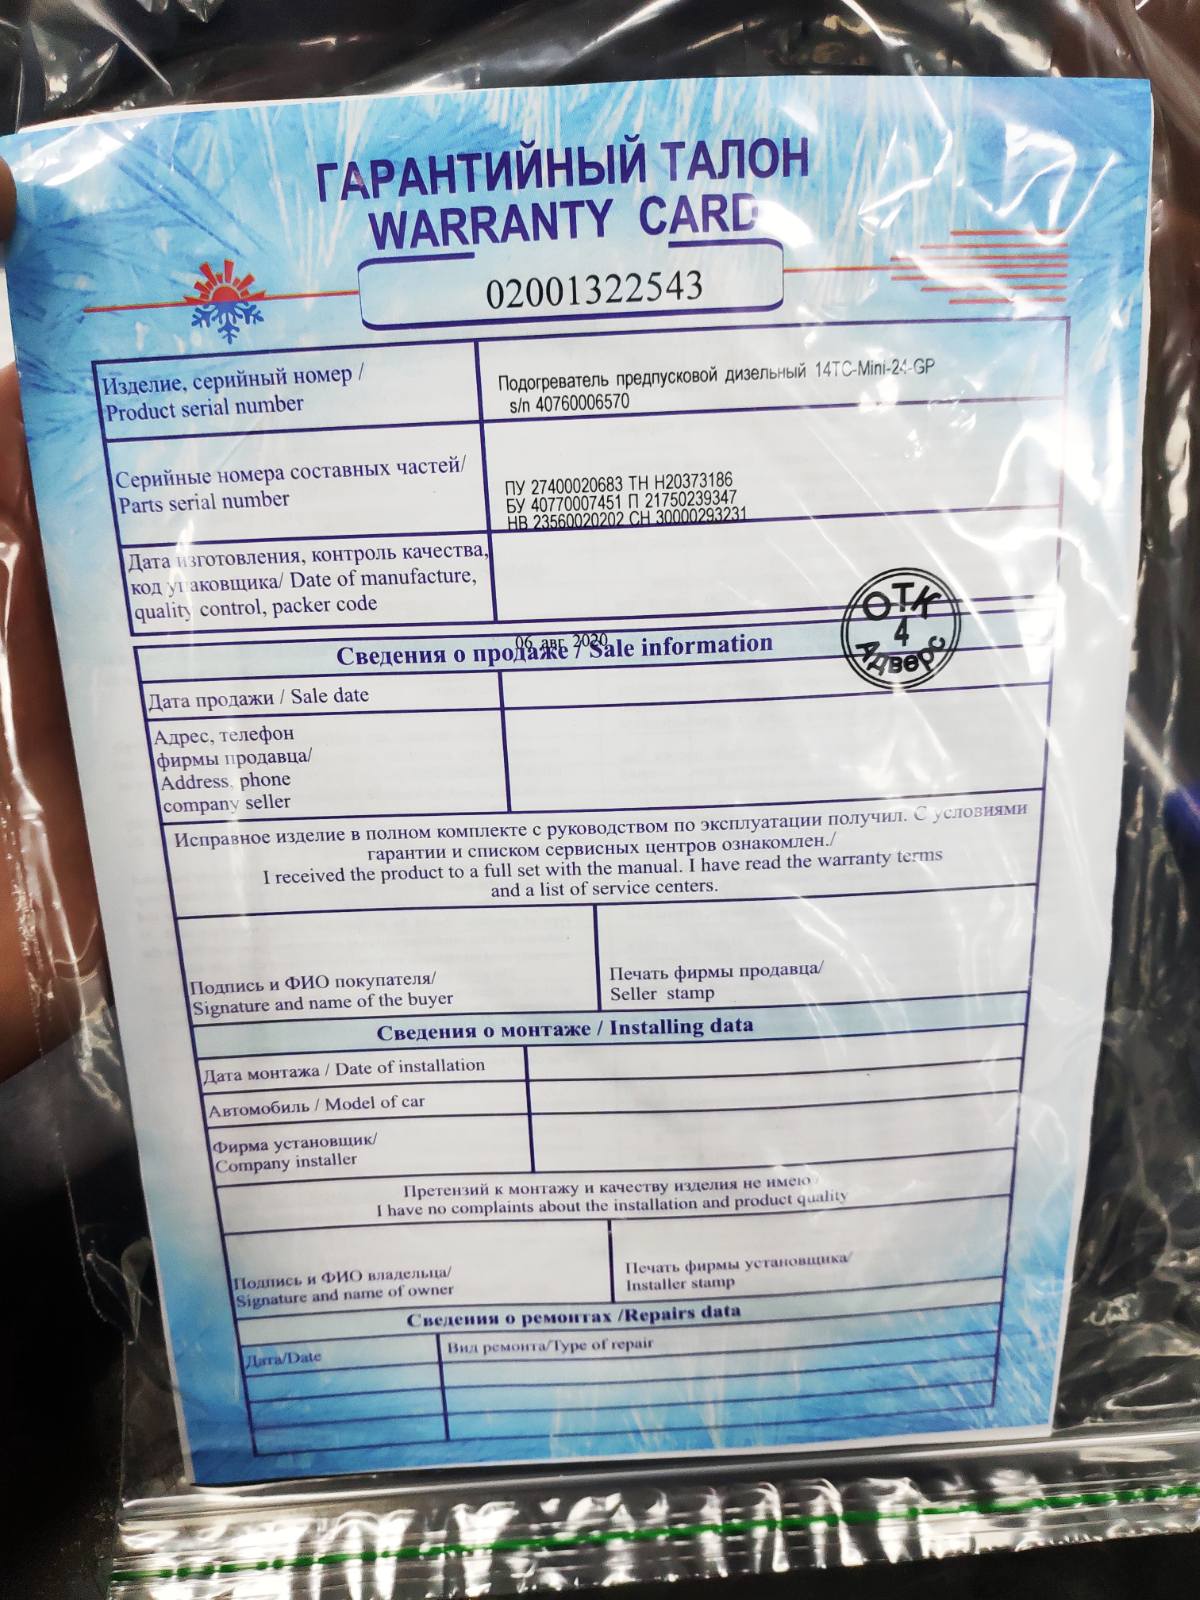 ГАРАНТИЙНЫЙ ТАЛОН
WARRANTY CARD
02001322543
Изделие, серийный номер /
Product serial number
Подогреватель предпусковой дизельный 14ТС-Mini-24-GP
s/n 40760006570
Серийные номера составных частей/
Parts serial number
ПУ 27400020683 ТН Н20373186
БУ 40770007451 П 21750239347
НВ 23560020202 СН 30000293231
Дата изготовления, контроль качества,
код упаковщика/ Date of manufacture,
quality control, packer code
06 авг. 2020
ОТК
4
Адверс
Сведения о продаже / Sale information
Дата продажи / Sale date
Адрес, телефон
фирмы продавца/
Address, phone
company seller
Исправное изделие в полном комплекте с руководством по эксплуатации получил. С условиями
гарантии и списком сервисных центров ознакомлен./
I received the product to a full set with the manual. I have read the warranty terms
and a list of service centers.
Подпись и ФИО покупателя/
Signature and name of the buyer
Печать фирмы продавца/
Seller stamp
Сведения о монтаже / Installing data
Дата монтажа / Date of installation
Автомобиль / Model of car
Фирма установщик/
Company installer
Претензий к монтажу и качеству изделия не имею /
I have no complaints about the installation and product quality
Подпись и ФИО владельца/
Signature and name of owner
Печать фирмы установщика/
Installer stamp
Сведения о ремонтах /Repairs data
Дата/Date
Вид ремонта/Type of repair